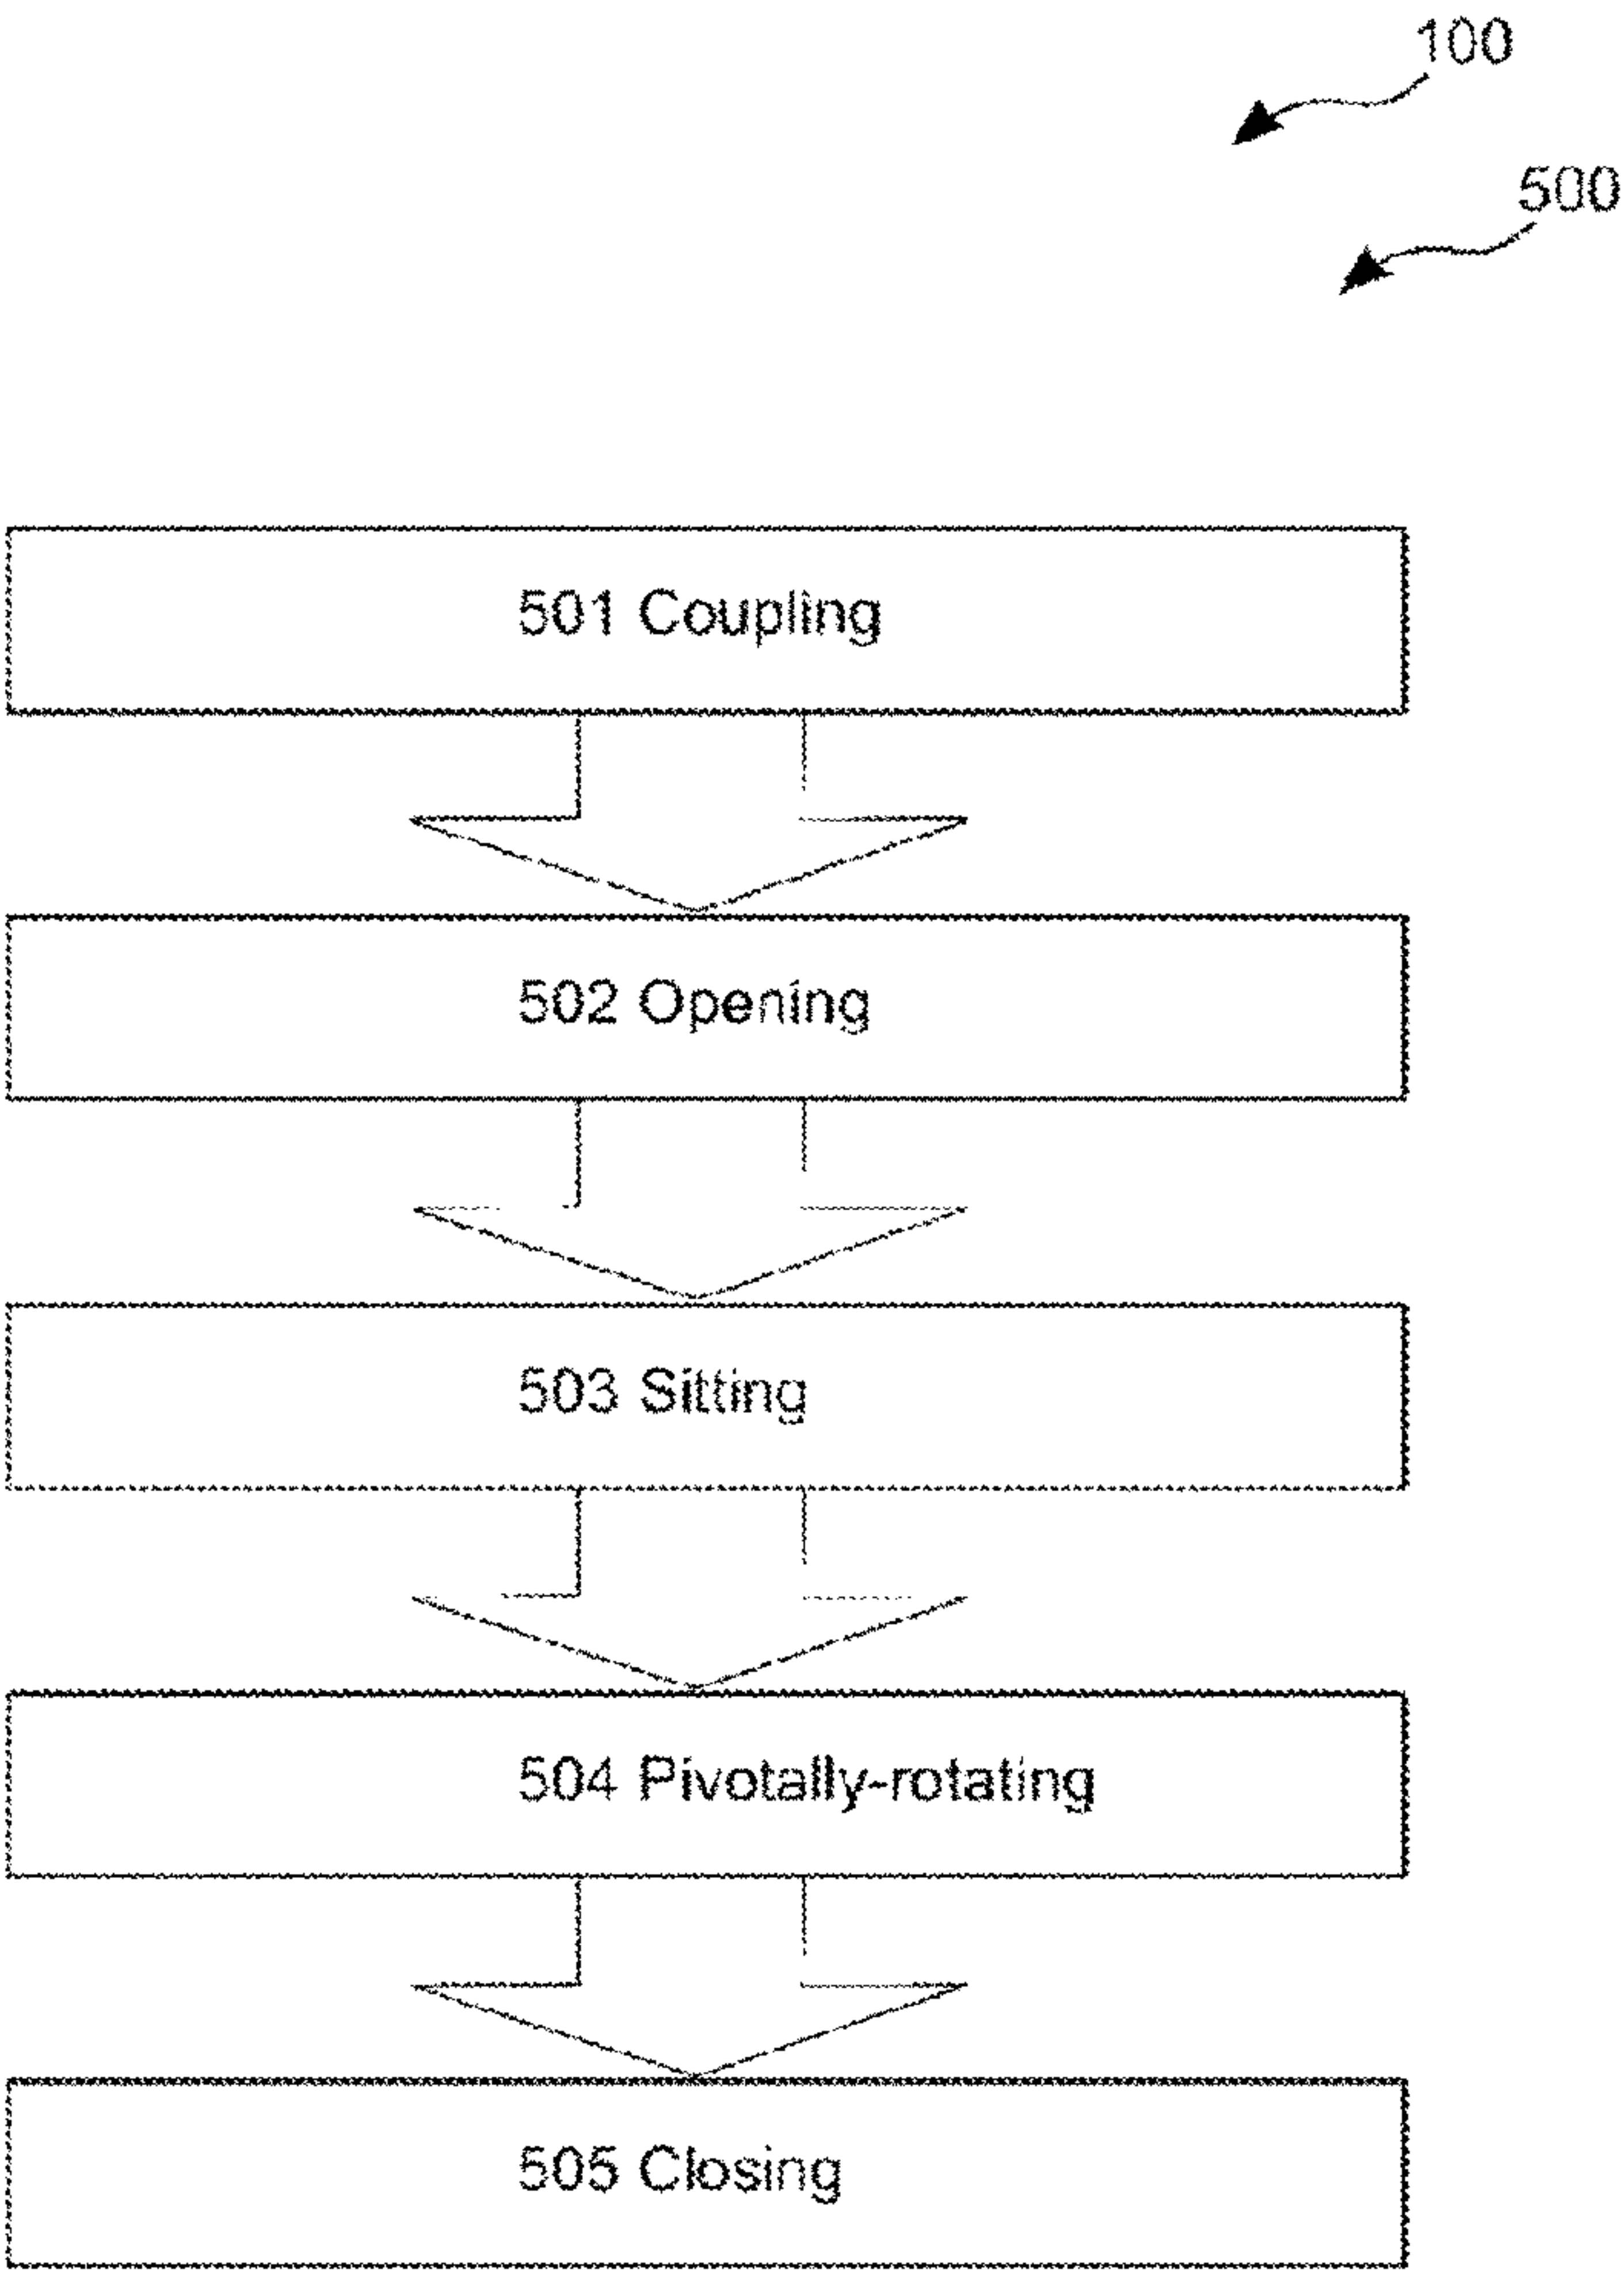 100
500
501 Coupling
502 Opening
503 Sitting
504 Pivotally-rotating
505 Closing